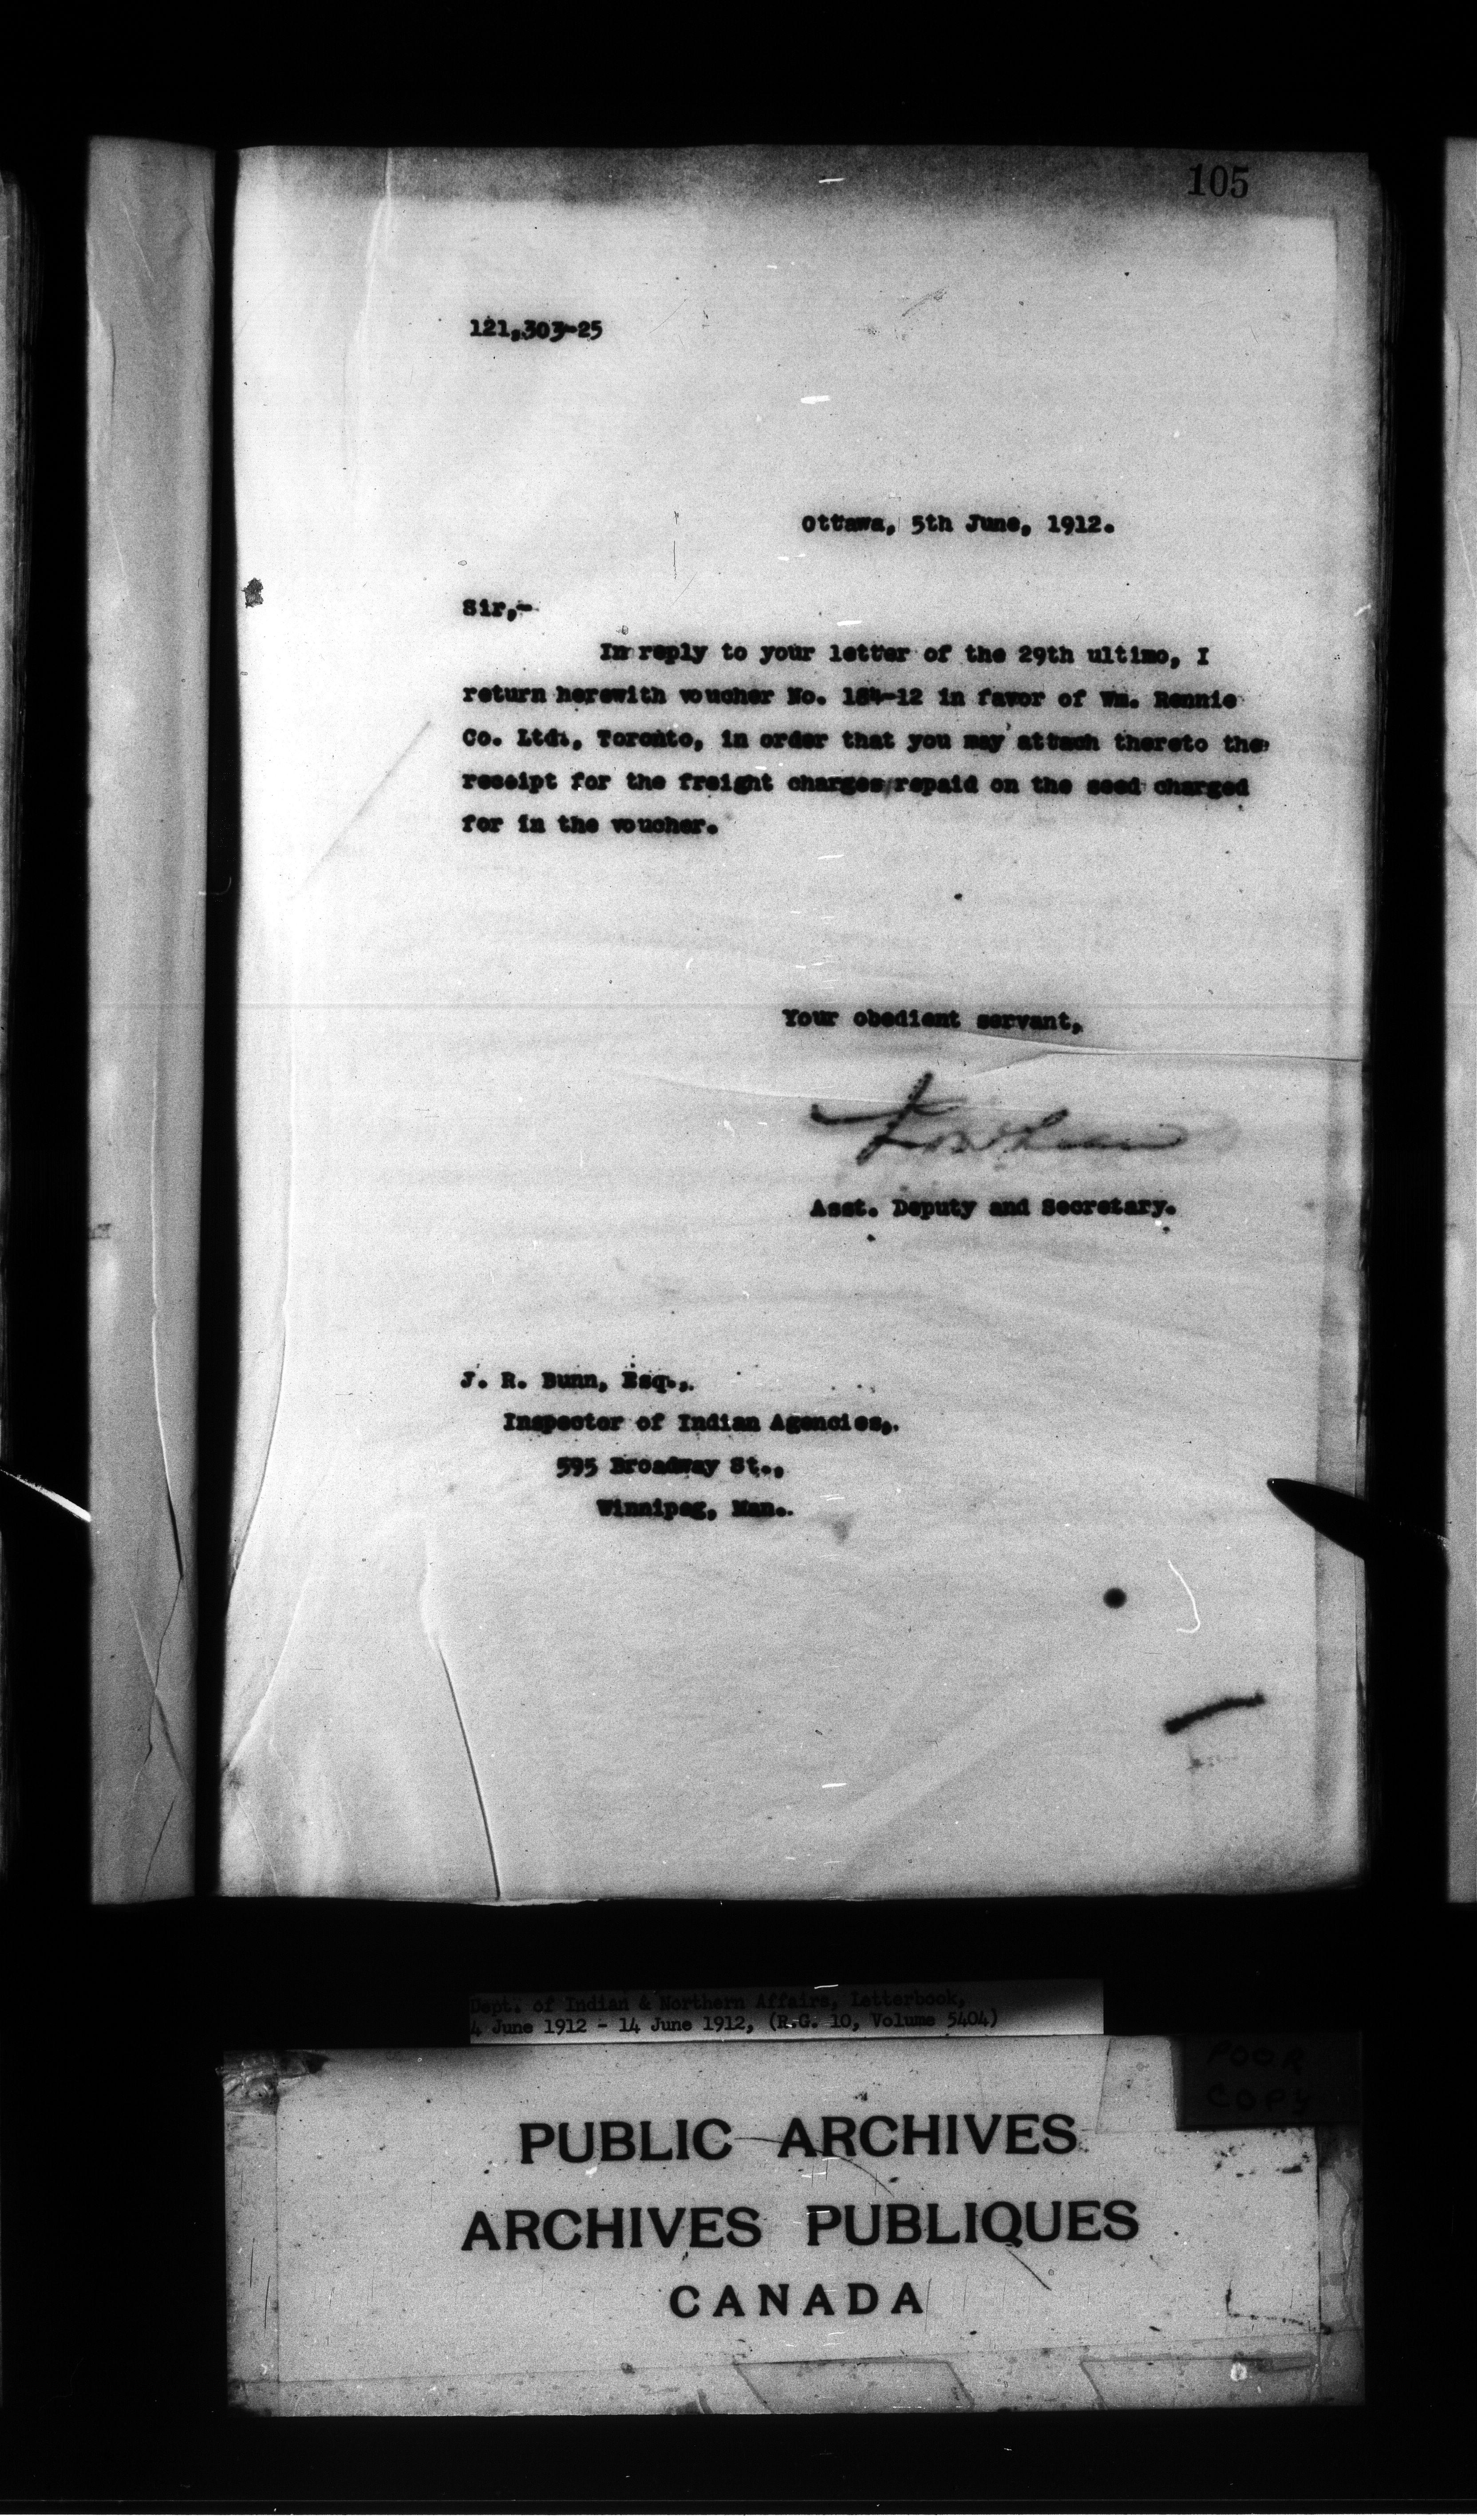 105
121,303-25
Ottawa, 5th June, 1912.
Sir,-
In reply to your letter of the 29th ultimo, I
return herewith voucher No. 184-12 in favor of Wm. Rennie
Co. Ltd., Toronto, in order that you may attach thereto the
receipt for the freight charges repaid on the seed charged
for in the voucher.
Your obedient servant,
Asst. Deputy and Secretary.
J. R. Bunn, Esq.,
Inspector of Indian Agencies,
595 Broadway St.,
Winnipeg, Man.
Dept. of Indian & Northern Affairs, Letterbook,
4 June 1912 - 14 June 1912, (R.G. 10, Volume 5404)
POOR
COPY
PUBLIC ARCHIVES
ARCHIVES PUBLIQUES
CANADA